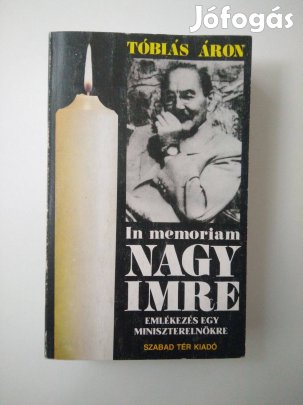 Jófogás
TÓBIÁS ÁRON
In memoriam
NAGY
IMRE
EMLÉKEZÉS EGY
MINISZTERELNÖKRE
SZABAD TÉR KIADÓ